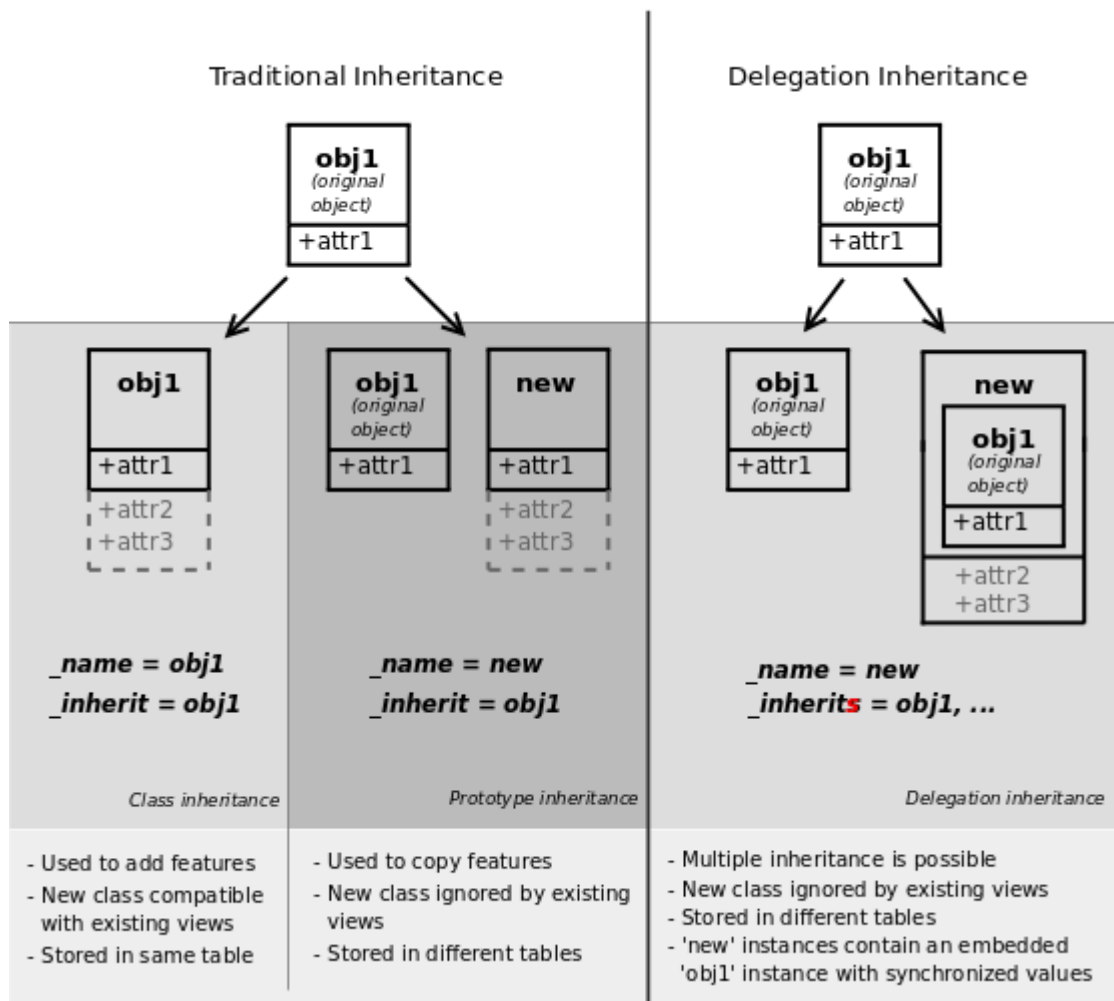 Traditional Inheritance
obj1
(original
object)
+attr1
obj1
+attr1
+attr2
+attr3
_name = obj1
_inherit = obj1
Class inheritance
- Used to add features
- New class compatible
with existing views
- Stored in same table
obj1
(original
object)
+attr1
new
+attr1
+attr2
+attr3
_name = new
_inherit = obj1
Prototype inheritance
- Used to copy features
- New class ignored by existing
views
- Stored in different tables
Delegation Inheritance
obj1
(original
object)
+attr1
obj1
(original
object)
+attr1
new
obj1
(original
object)
+attr1
+attr2
+attr3
_name = new
_inherits = obj1, ...
Delegation inheritance
- Multiple inheritance is possible
- New class ignored by existing views
- Stored in different tables
- 'new' instances contain an embedded
'obj1' instance with synchronized values